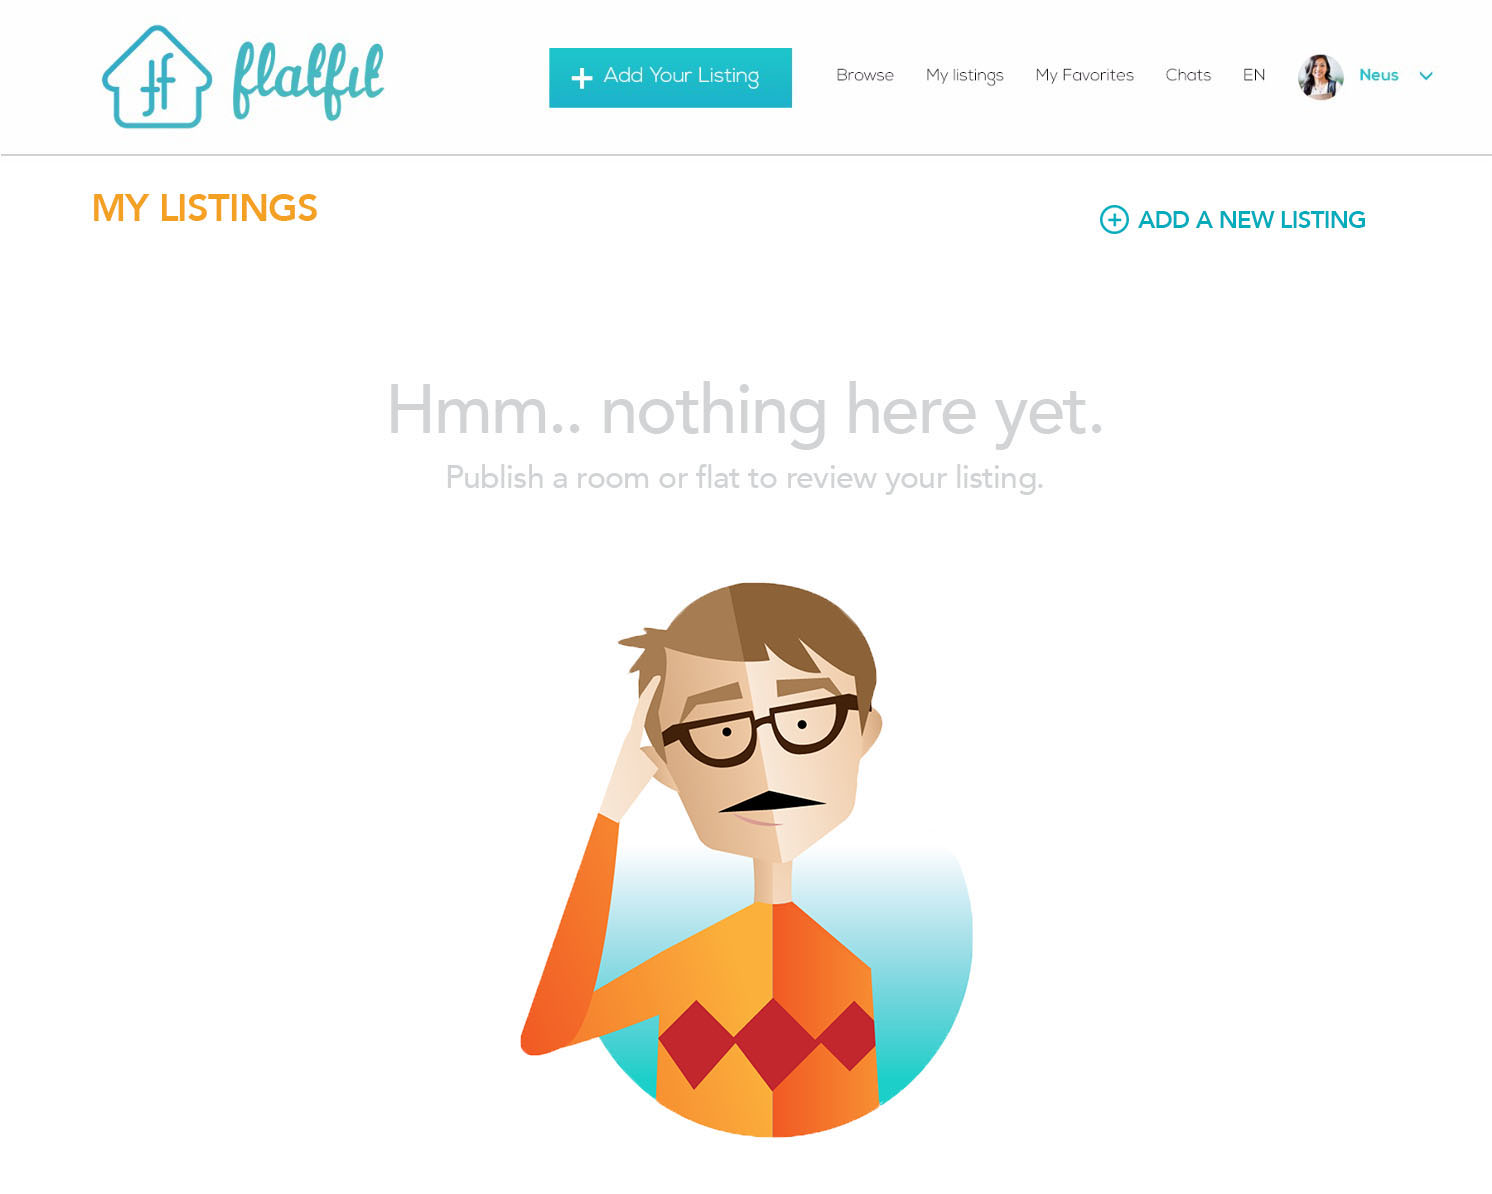 flatfit
+ Add Your Listing
Browse
My listings
My Favorites
Chats
EN
Neus
MY LISTINGS
ADD A NEW LISTING
Hmm.. nothing here yet.
Publish a room or flat to review your listing.